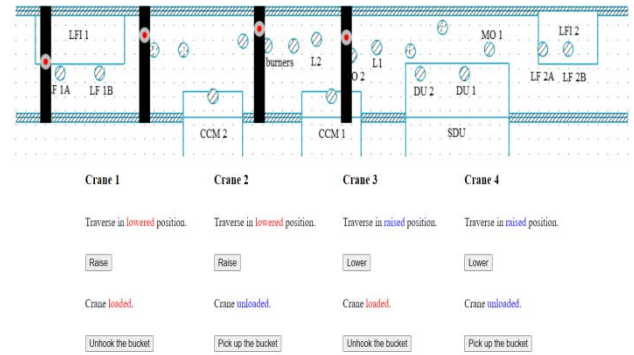 LFI 1
MO 1
LFI 2
burners
L2
L1
LF 1B
DU 2
DU 1
LF 2A
LF 2B
CCM 2
CCM 1
SDU
Crane 1
Crane 2
Crane 3
Crane 4
Traverse in lowered position.
Traverse in lowered position.
Traverse in raised position.
Traverse in raised position.
Raise
Raise
Lower
Lower
Crane loaded.
Crane unloaded.
Crane loaded.
Crane unloaded.
Unhook the bucket
Pick up the bucket
Unhook the bucket
Pick up the bucket